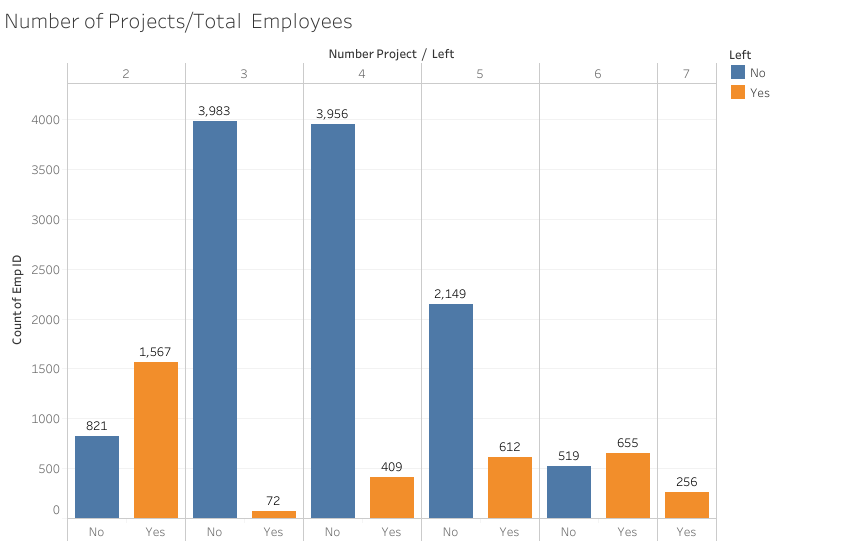 Number of Projects/Total Employees
Number Project / Left
2 3 4 5 6 7
Left
No
Yes
Count of Emp ID
4000
3500
3000
2500
2000
1500
1000
500
0
821 1,567 3,983 72 3,956 409 2,149 612 519 655 256
No Yes No Yes No Yes No Yes No Yes Yes